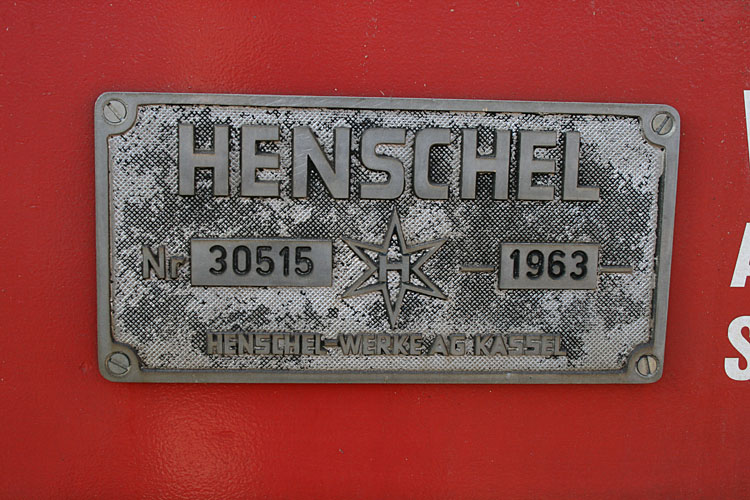 HENSCHEL
Nr 30515 H - 1963 -
HENSCHEL-WERKE AG KASSEL
A
S